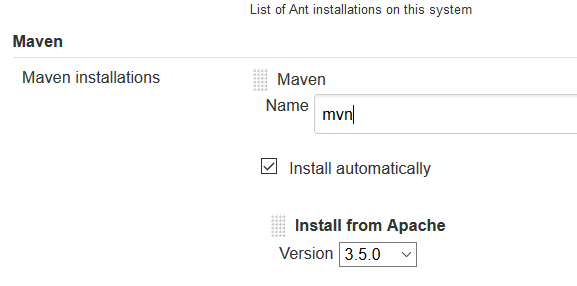 List of Ant installations on this system
Maven
Maven installations
Maven
Name
mvn
Install automatically
Install from Apache
Version 3.5.0